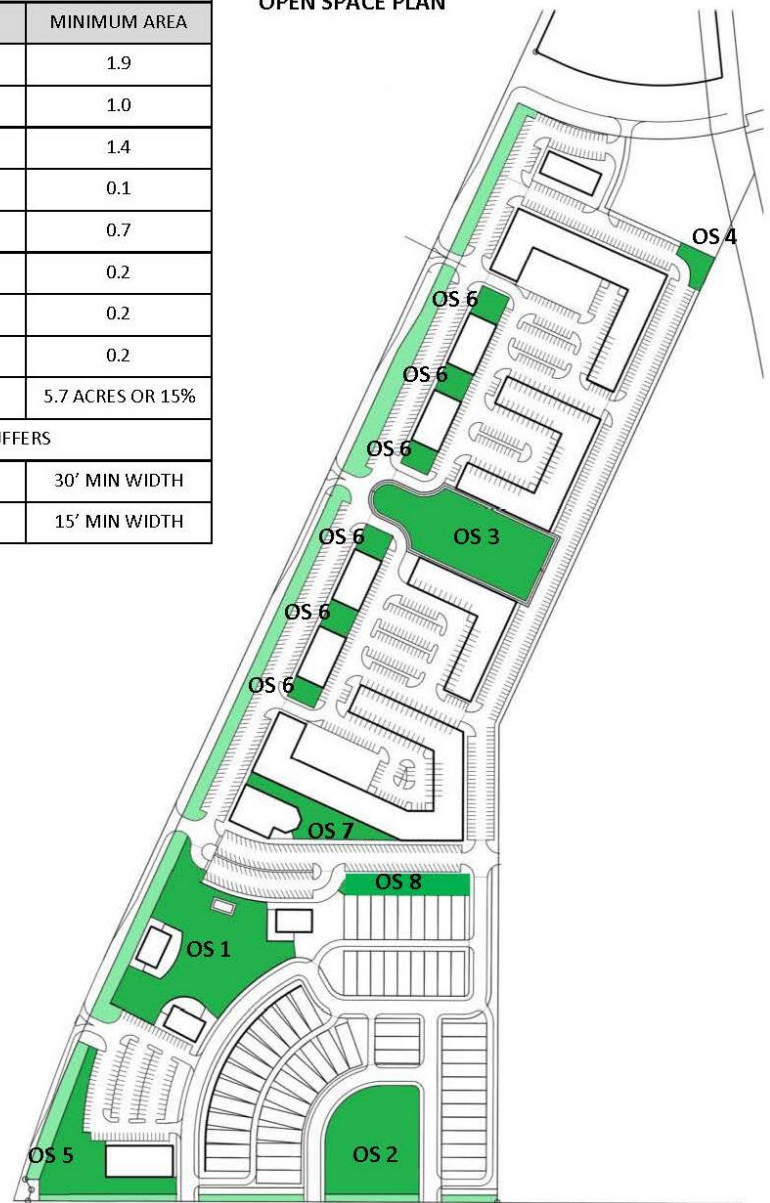 OPEN SPACE PLAN
MINIMUM AREA
1.9
1.0
1.4
0.1
0.7
0.2
0.2
0.2
5.7 ACRES OR 15%
UFFERS
30' MIN WIDTH
15' MIN WIDTH
OS 4
OS 6
OS 6
OS 6
OS 3
OS 6
OS 6
OS 6
OS 7
OS 8
OS 1
OS 5
OS 2